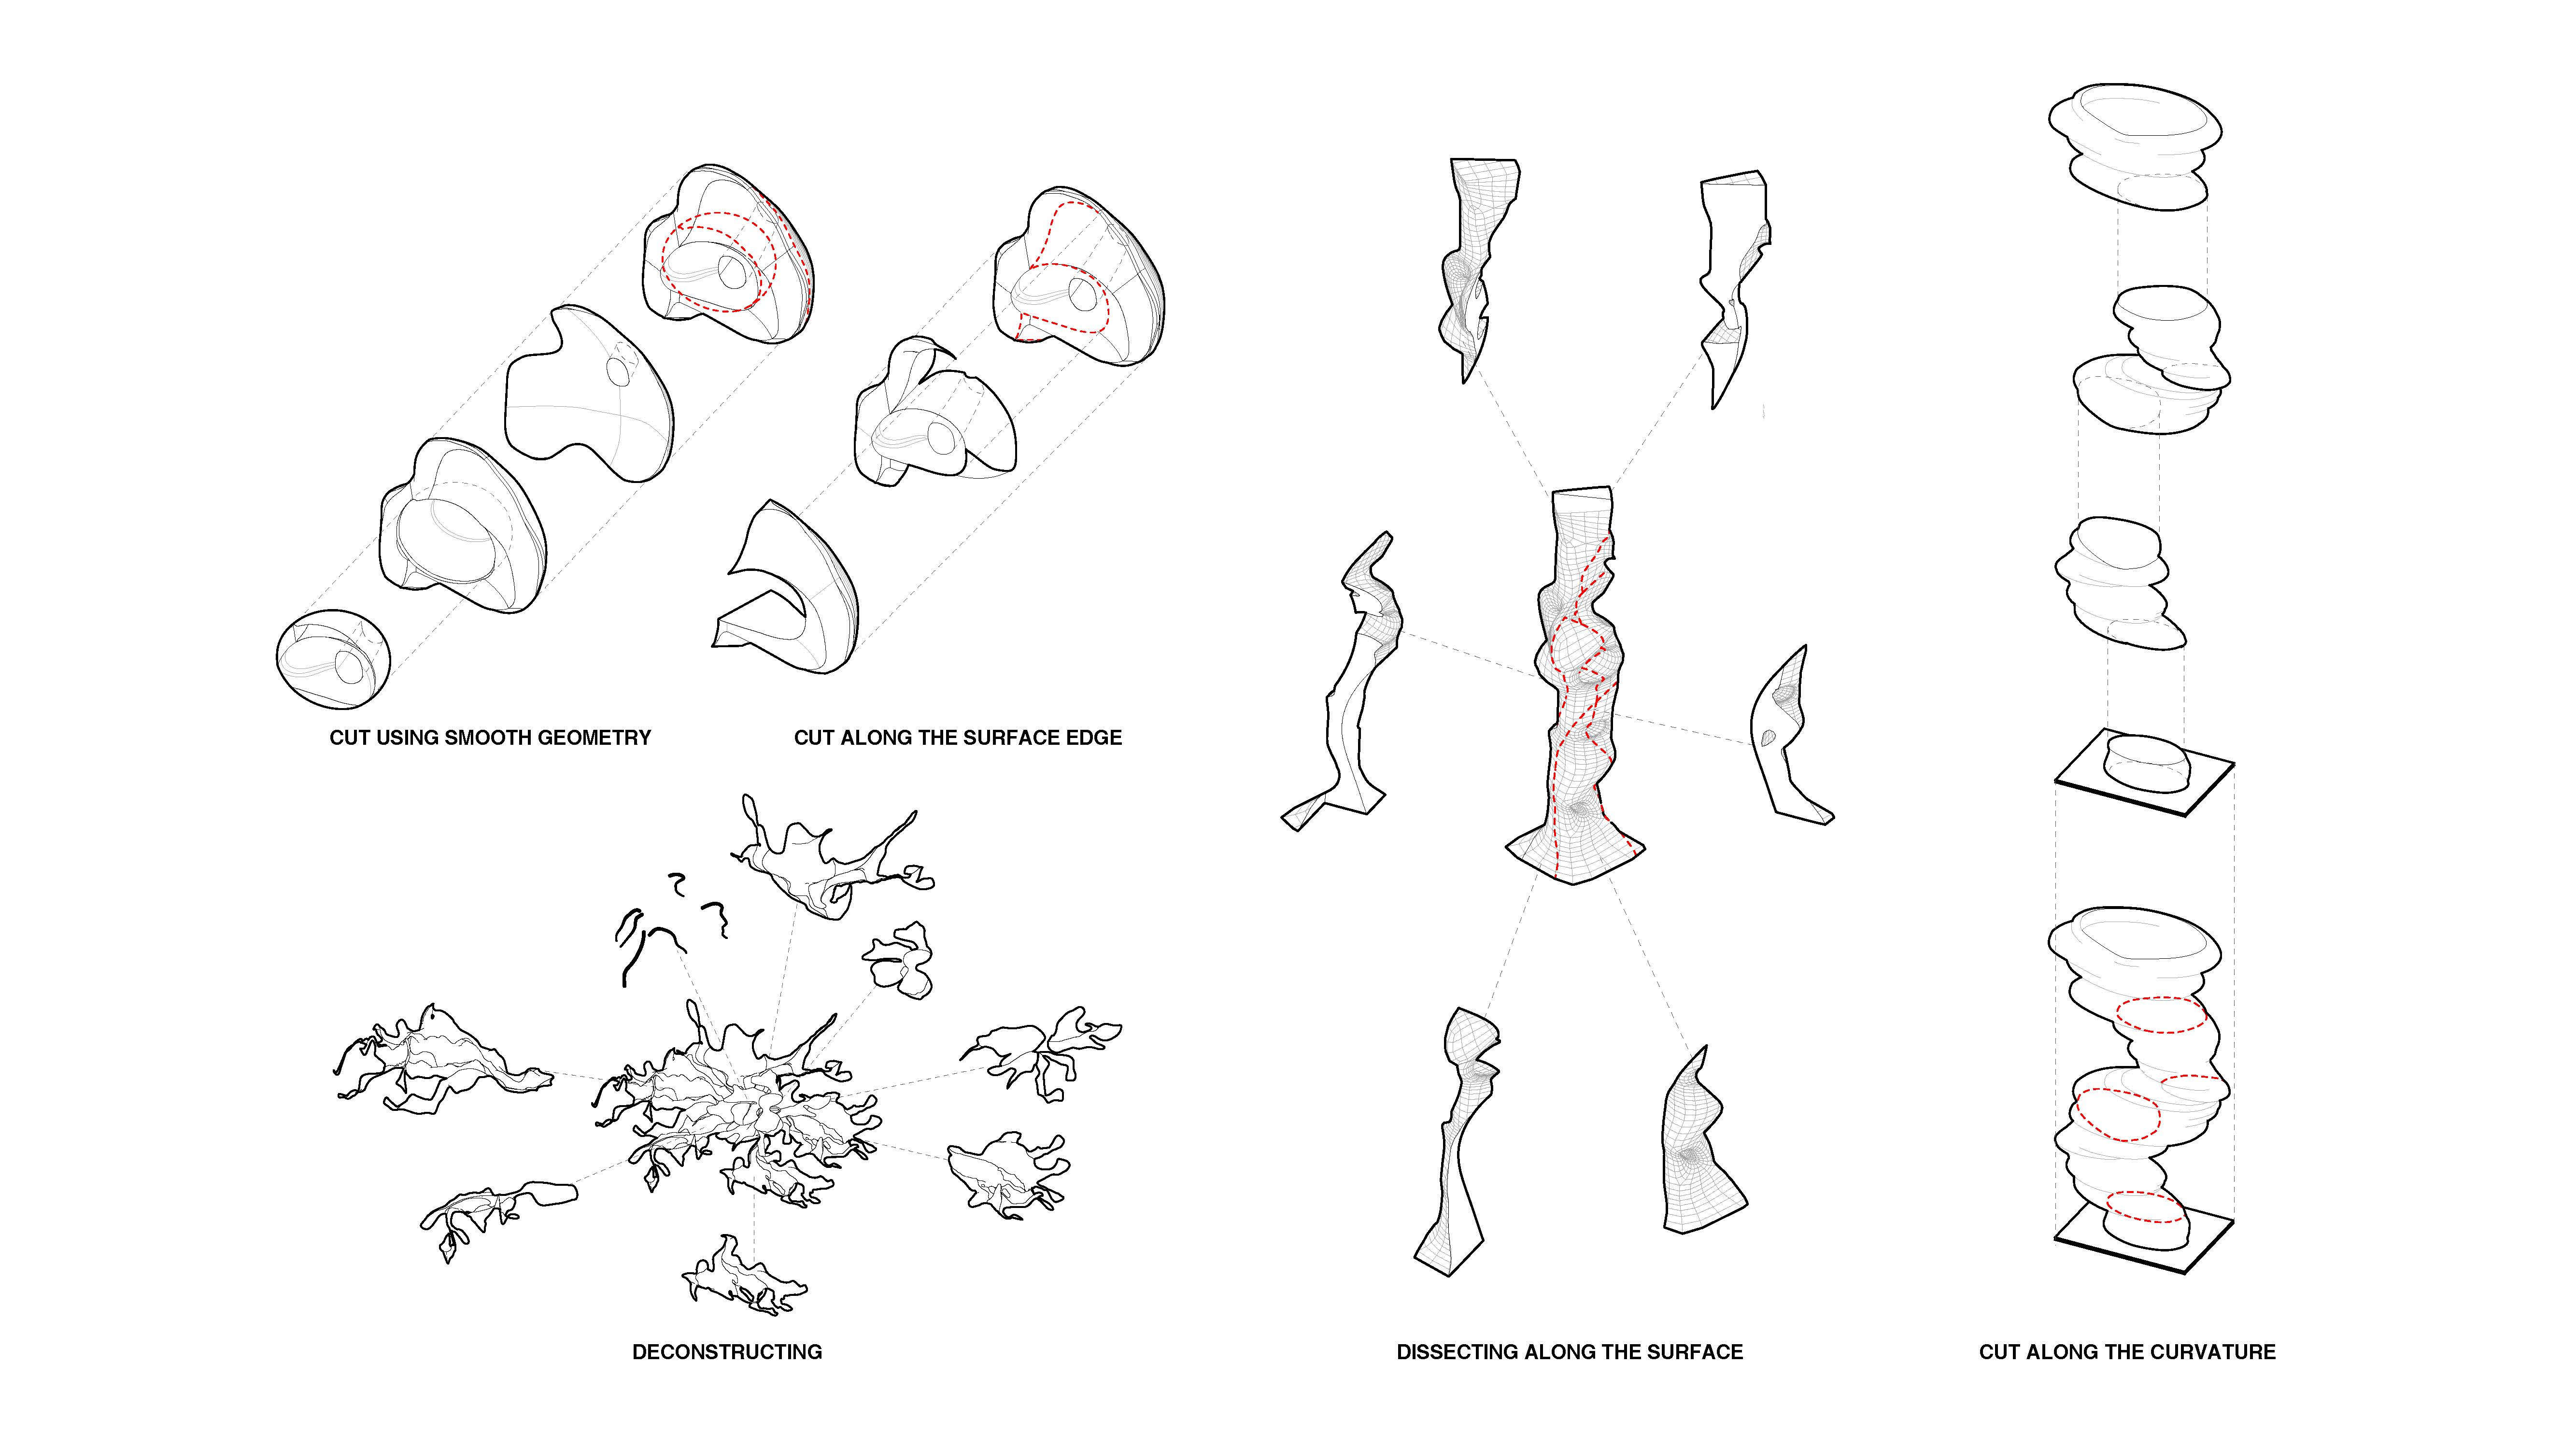 CUT USING SMOOTH GEOMETRY
CUT ALONG THE SURFACE EDGE
DECONSTRUCTING
DISSECTING ALONG THE SURFACE
CUT ALONG THE CURVATURE